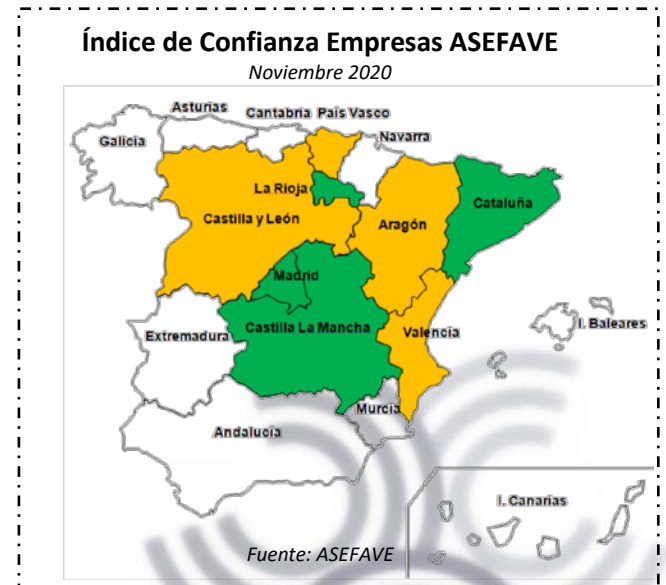 Índice de Confianza Empresas ASEFAVE
Noviembre 2020
Asturias
Cantabria País Vasco
Navarra
Galicia
La Rioja
Castilla y León
Aragón
Cataluña
Madrid
Castilla La Mancha
Valencia
I. Baleares
Extremadura
Murcia
Andalucía
I. Canarias
Fuente: ASEFAVE